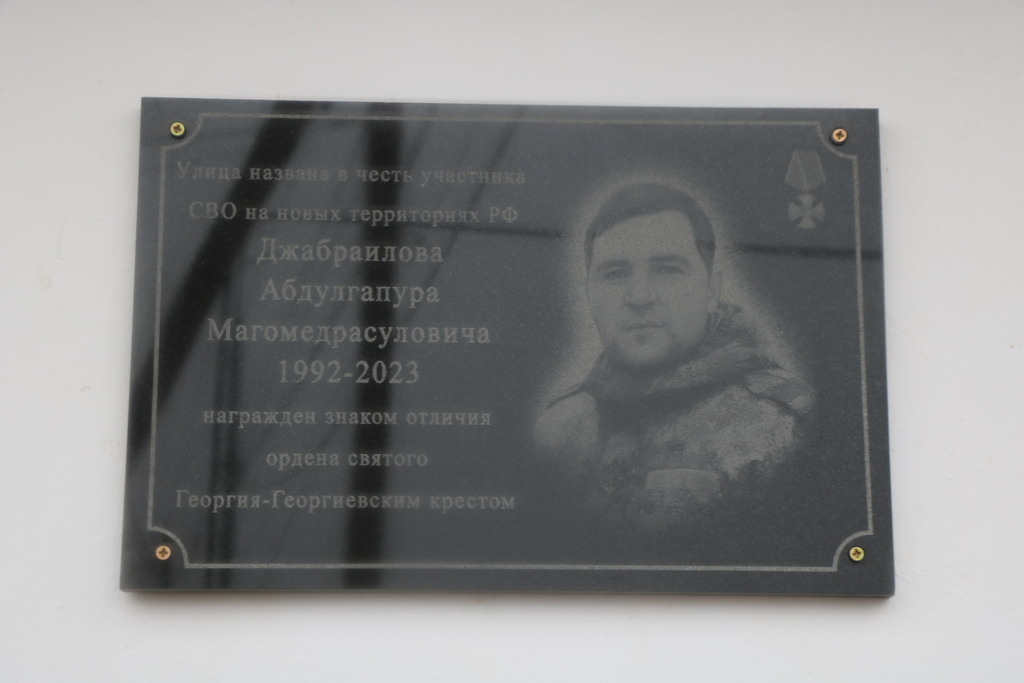 Улица названа в честь участника
СВО на новых территориях РФ
Джабраилова
Абдулгапура
Магомедрасуловича
1992-2023
награжден знаком отличия
ордена святого
Георгия-Георгиевским крестом